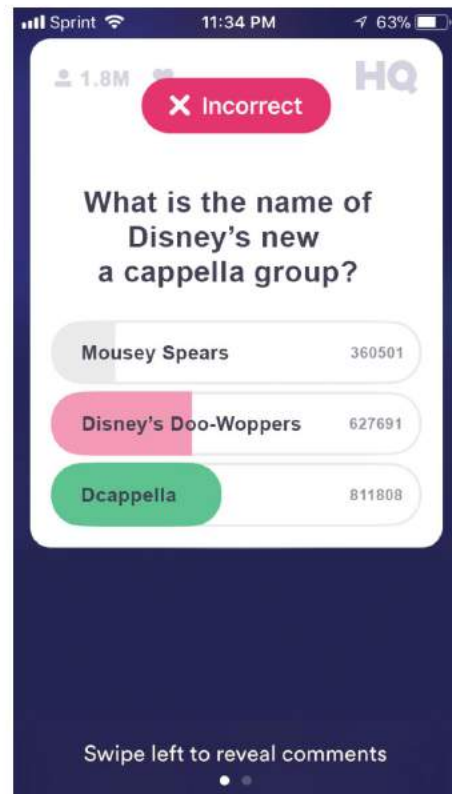 Sprint 11:34 PM 63%
1.8M HQ
X Incorrect
What is the name of
Disney’s new
a cappella group?
Mousey Spears 360501
Disney’s Doo-Woppers 627691
Dcappella 811808
Swipe left to reveal comments